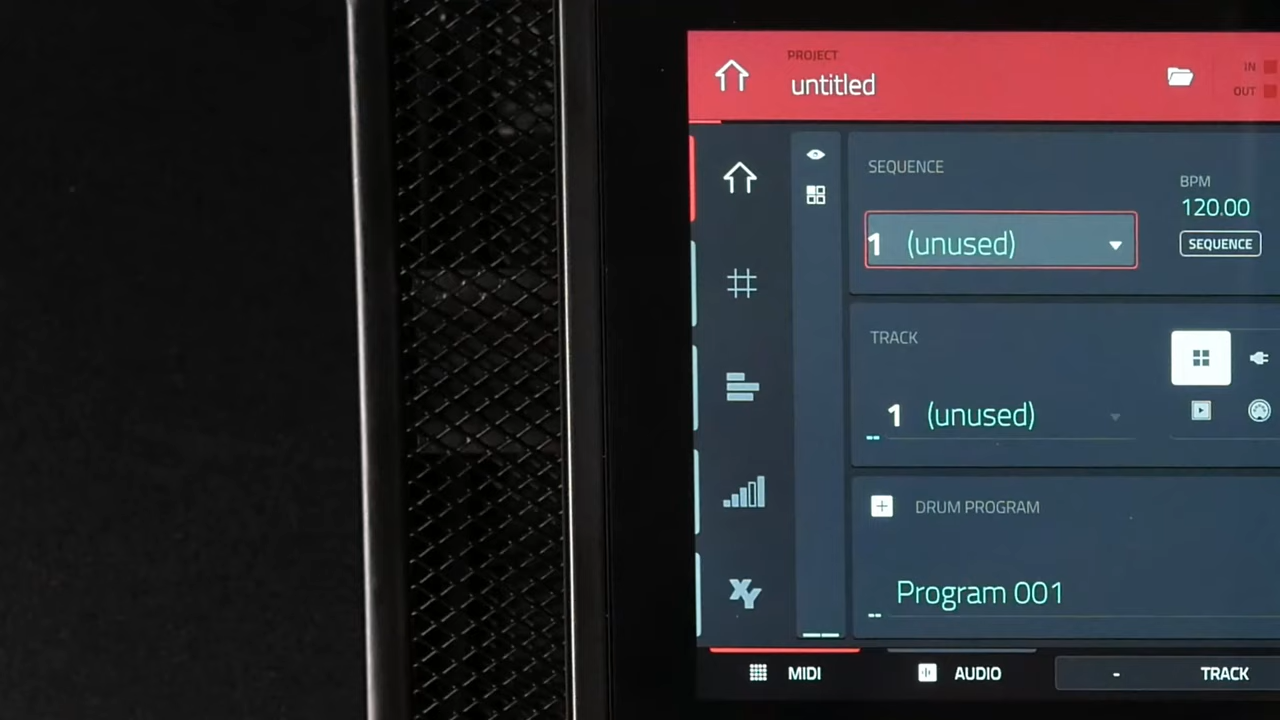 PROJECT
untitled
IN
OUT
SEQUENCE
BPM
120.00
1 (unused)
SEQUENCE
TRACK
1 (unused)
DRUM PROGRAM
Program 001
MIDI
AUDIO
- TRACK
XY